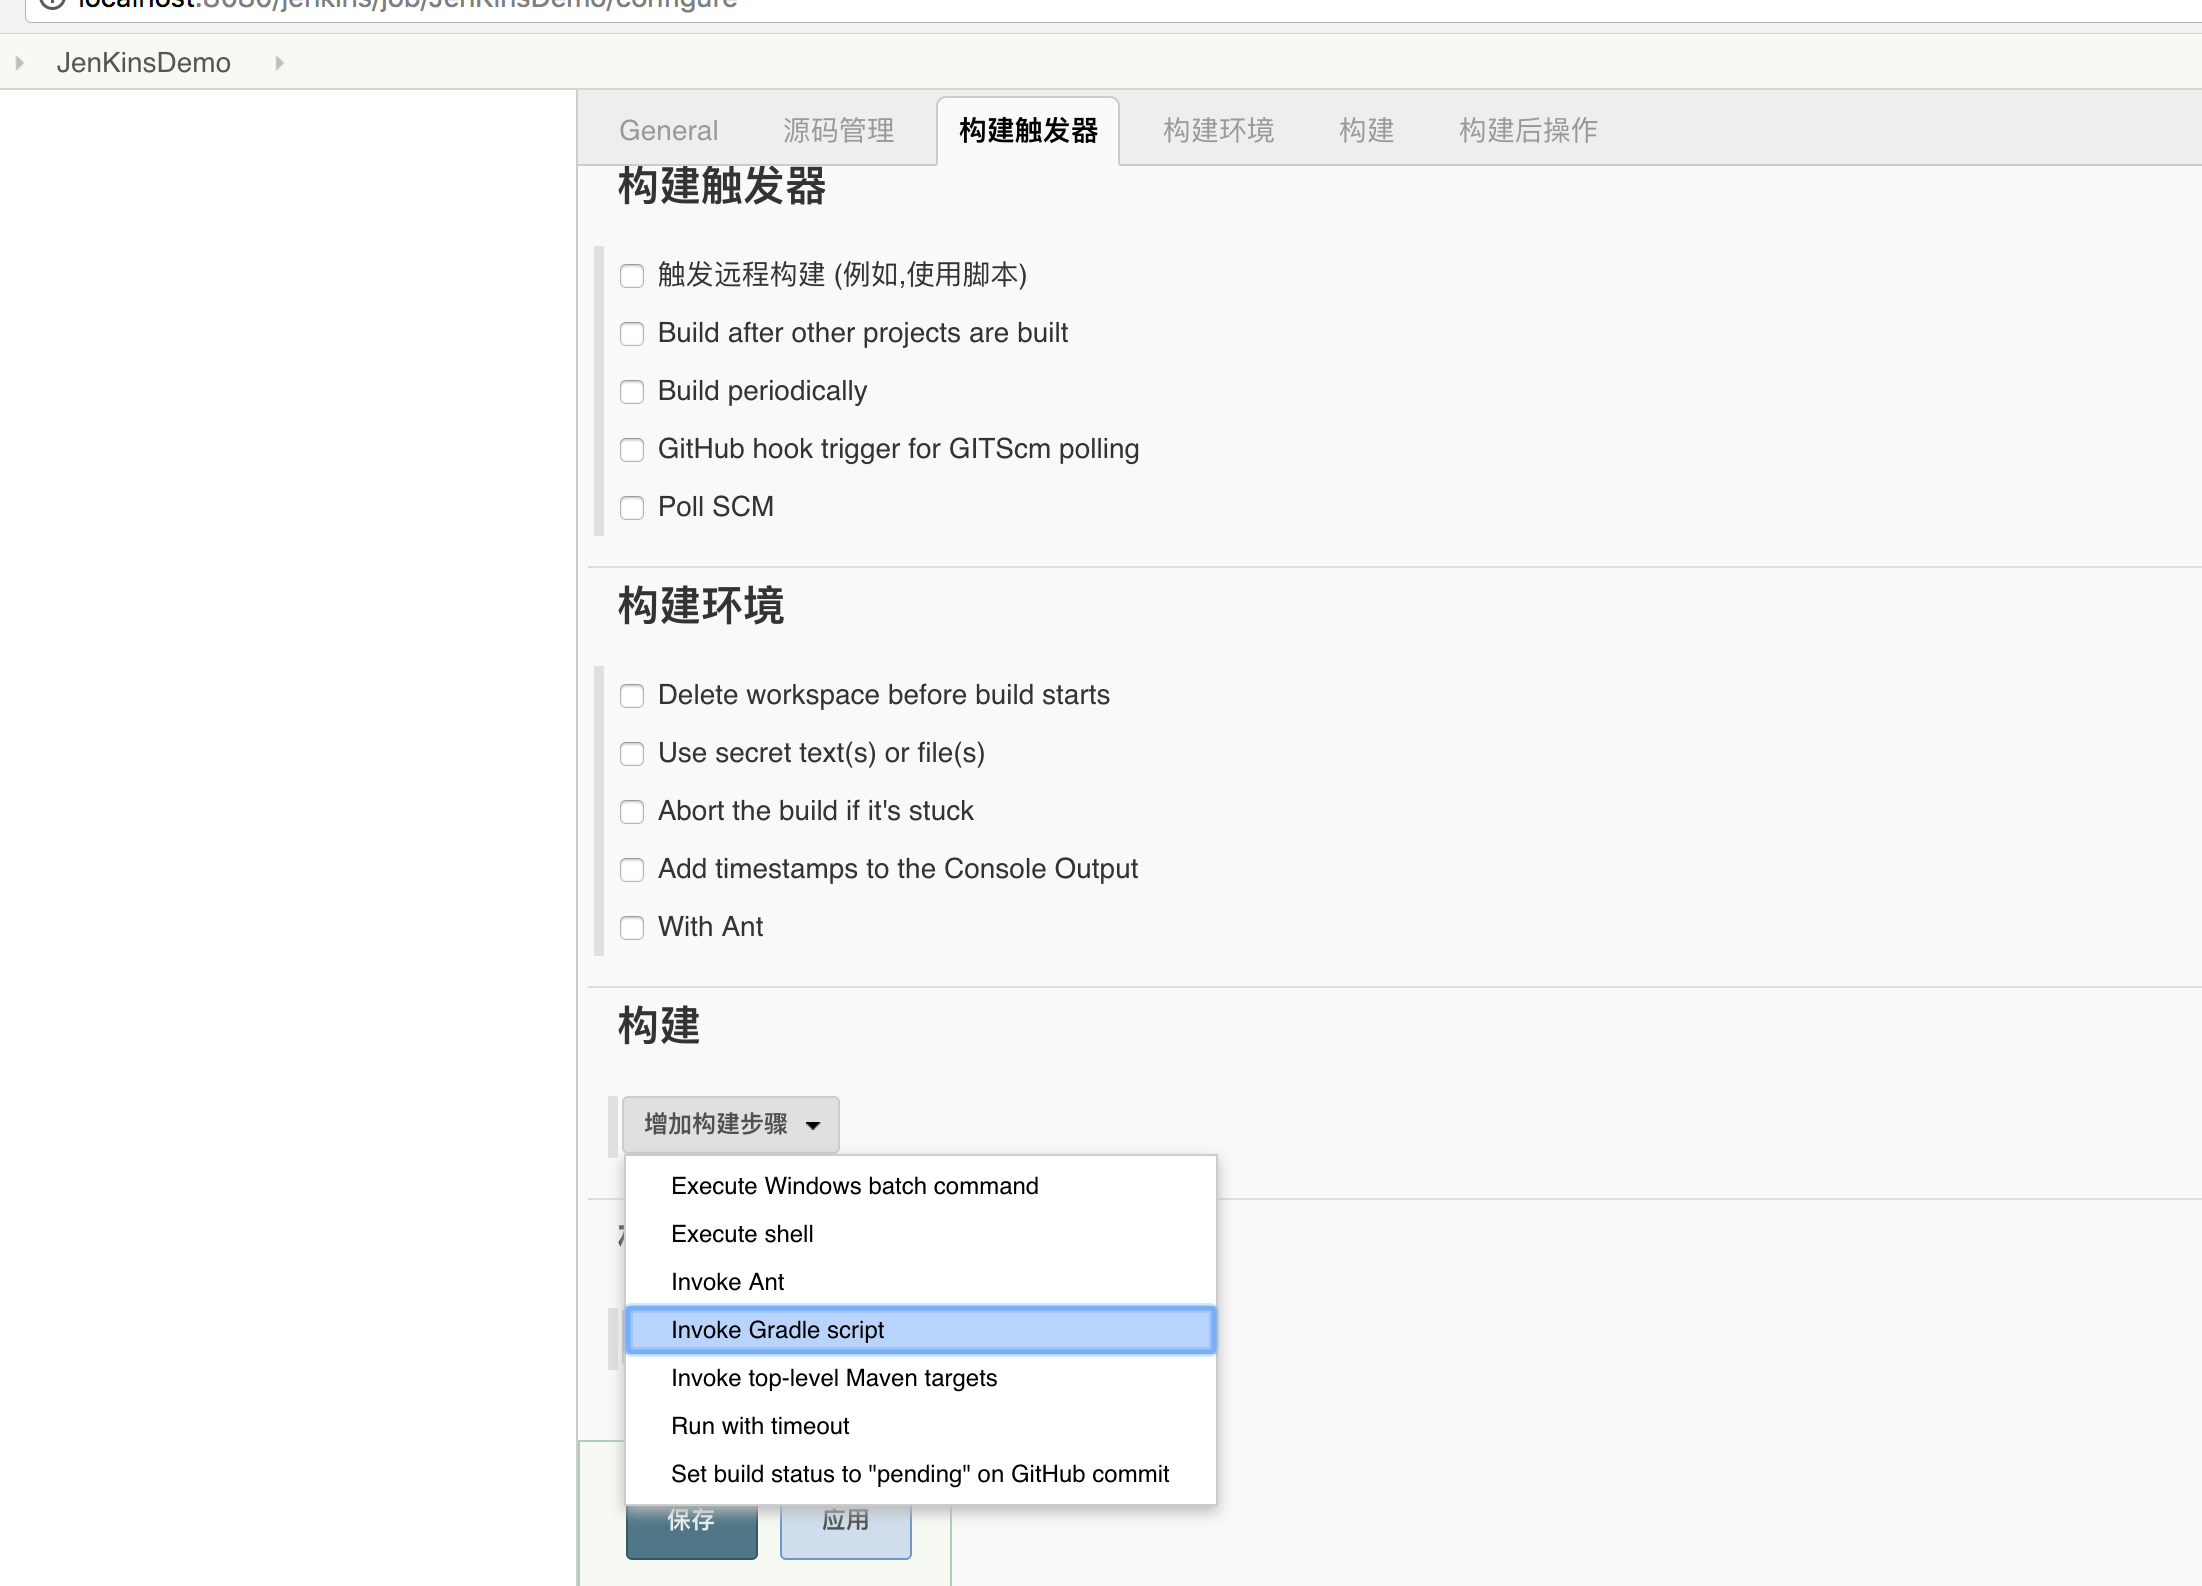 localhost:8080/jenkins/job/JenKinsDemo/configure
JenKinsDemo
General 源码管理 构建触发器 构建环境 构建 构建后操作
构建触发器
触发远程构建 (例如,使用脚本)
Build after other projects are built
Build periodically
GitHub hook trigger for GITScm polling
Poll SCM
构建环境
Delete workspace before build starts
Use secret text(s) or file(s)
Abort the build if it's stuck
Add timestamps to the Console Output
With Ant
构建
增加构建步骤
Execute Windows batch command
Execute shell
Invoke Ant
Invoke Gradle script
Invoke top-level Maven targets
Run with timeout
Set build status to "pending" on GitHub commit
保存 应用